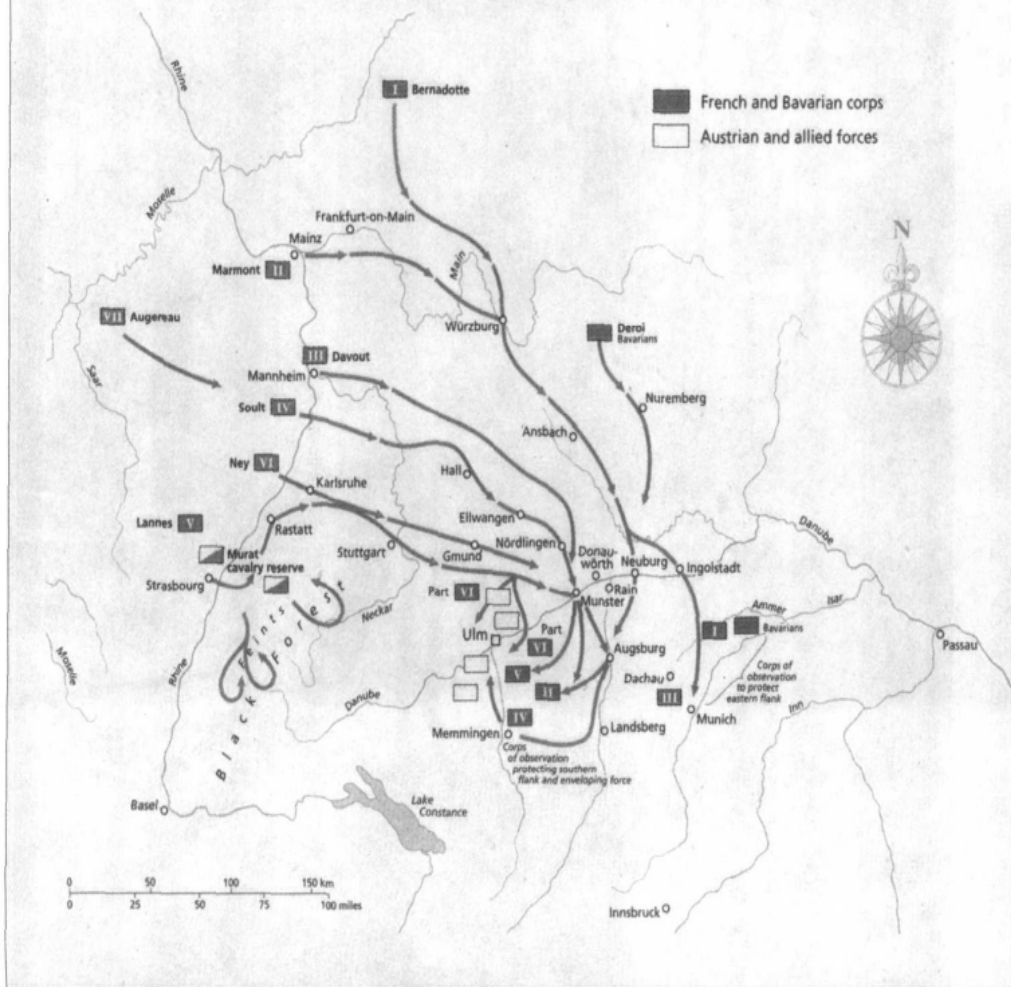 Rhine
I Bernadotte
French and Bavarian corps
Austrian and allied forces
Moselle
Frankfurt-on-Main
Mainz
Marmont II
Main
N
VII Augereau
Würzburg
Deroi
Bavarians
Saar
III Davout
Mannheim
Nuremberg
Soult IV
Ansbach
Ney VI
Hall
Karlsruhe
Lannes V
Rastatt
Ellwangen
Stuttgart
Gmund
Nördlingen
Donau-
wörth
Neuburg
Ingolstadt
Danube
Murat
cavalry reserve
Strasbourg
Rain
Munster
Part VI
Neckar
Ammer
Isar
Ulm
Part
VI
I
Bavarians
Passau
Feints
Black Forest
Moselle
Rhine
Augsburg
V
II
Dachau
III
Munich
Corps of
observation
to protect
eastern flank
Inn
Danube
IV
Memmingen
Landsberg
Corps
of observation
protecting southern
flank and enveloping force
Basel
Lake
Constance
0 50 100 150 km
0 25 50 75 100 miles
Innsbruck